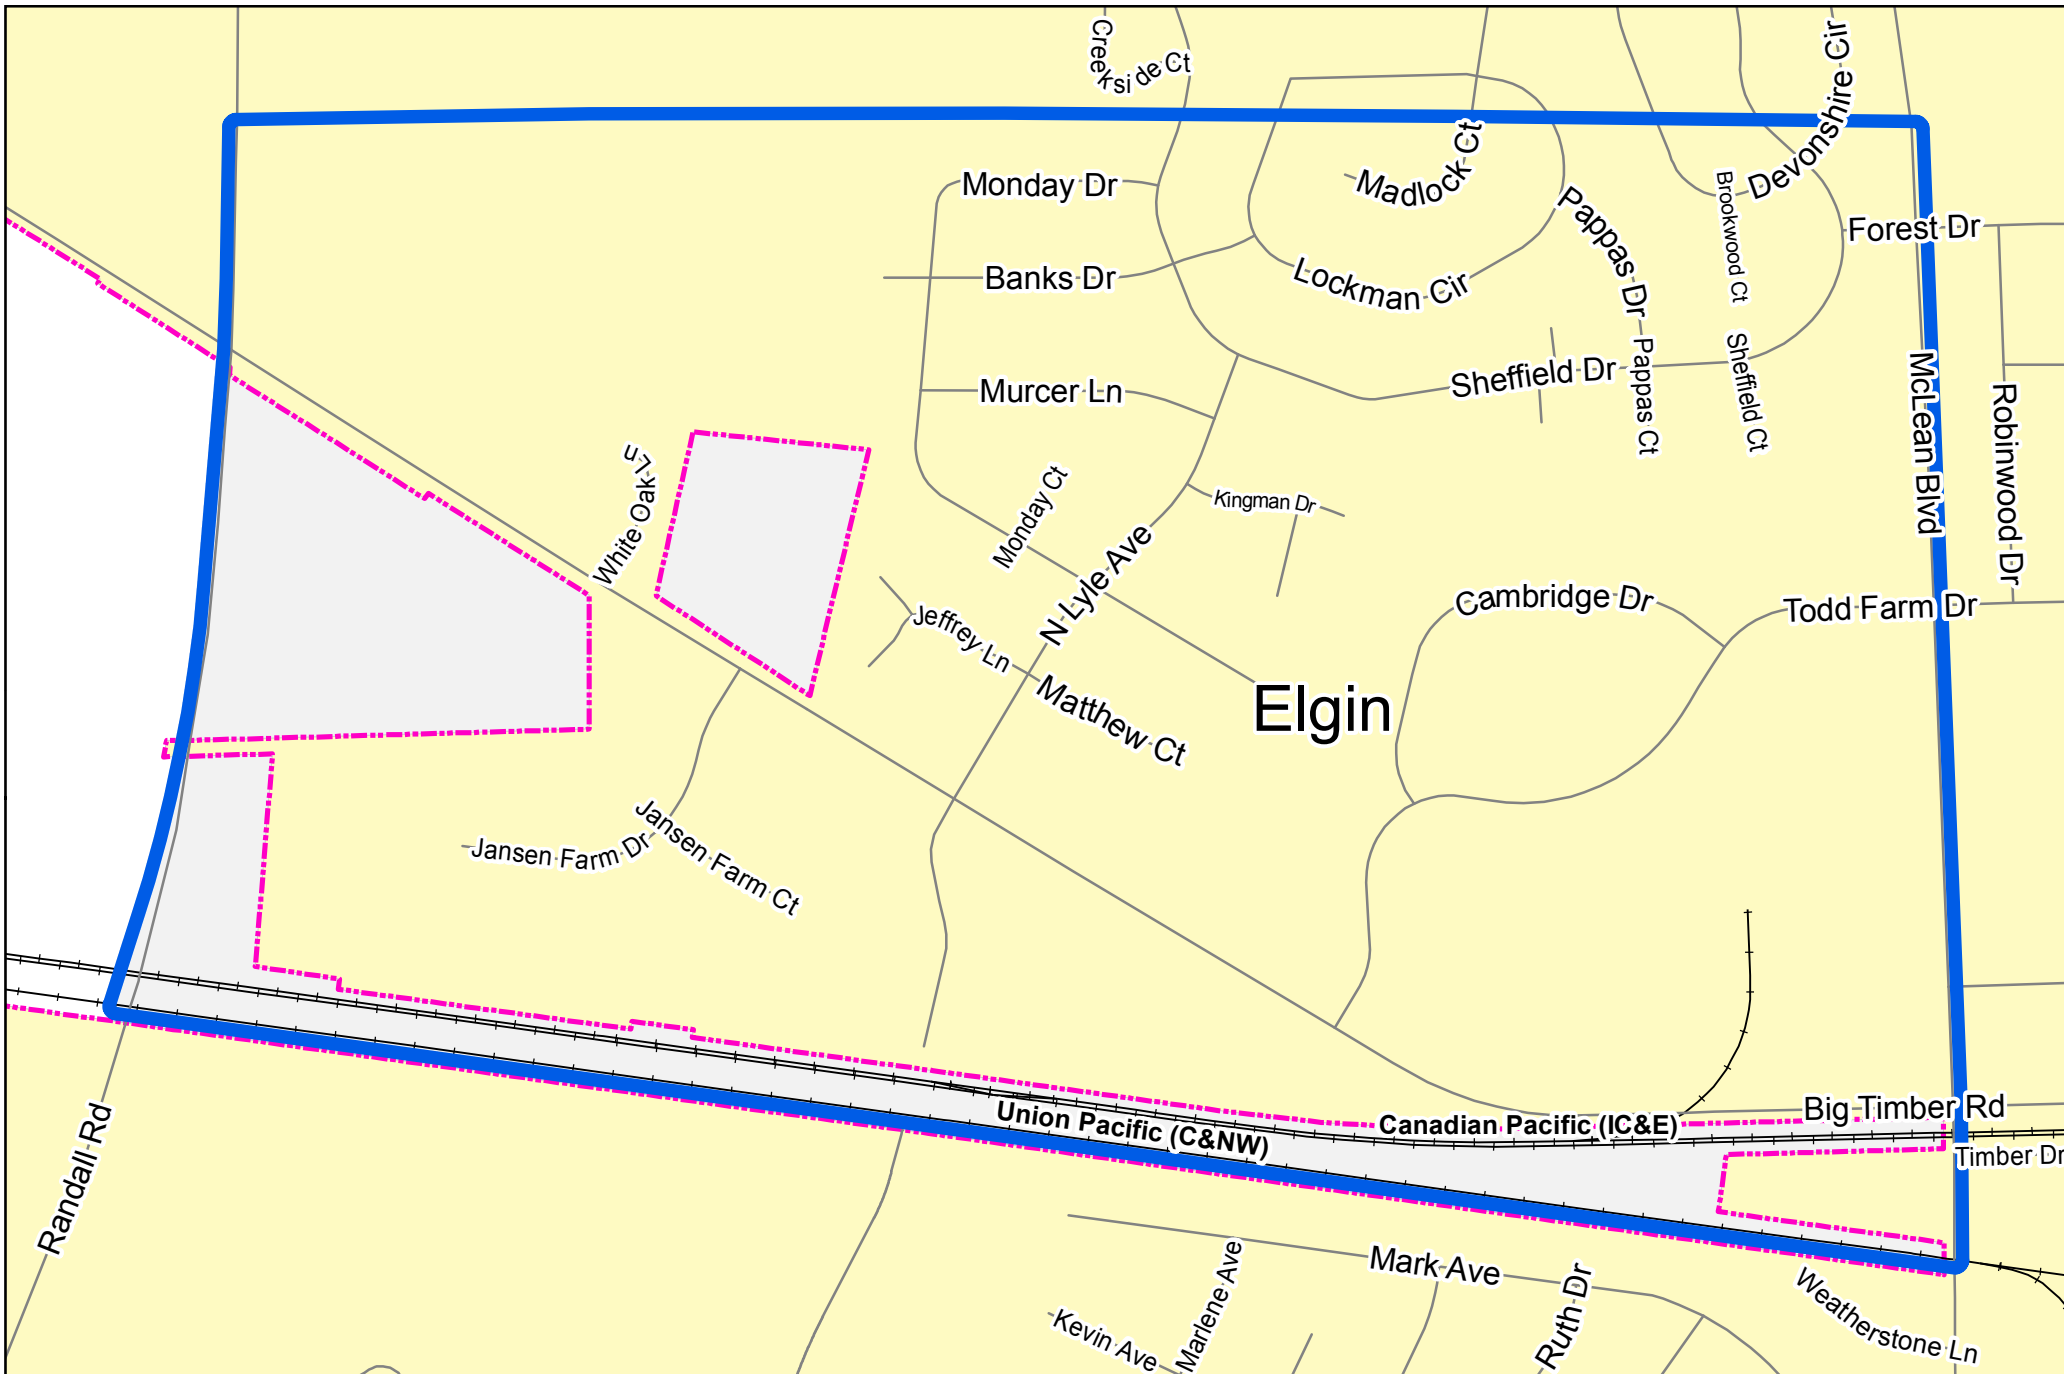 Creekside Ct
Devonshire Cir
Madlock Ct
Monday Dr
Pappas Dr
Brookwood Ct
Forest Dr
Banks Dr
Lockman Cir
Sheffield Dr
Pappas Ct
Sheffield Ct
McLean Blvd
Robinwood Dr
Murcer Ln
White Oak Ln
Monday Ct
Kingman Dr
N Lyle Ave
Cambridge Dr
Todd Farm Dr
Jeffrey Ln
Matthew Ct
Elgin
Jansen Farm Dr
Jansen Farm Ct
Union Pacific (C&NW)
Canadian Pacific (IC&E)
Big Timber Rd
Timber Dr
Randall Rd
Mark Ave
Marlene Ave
Kevin Ave
Ruth Dr
Weatherstone Ln